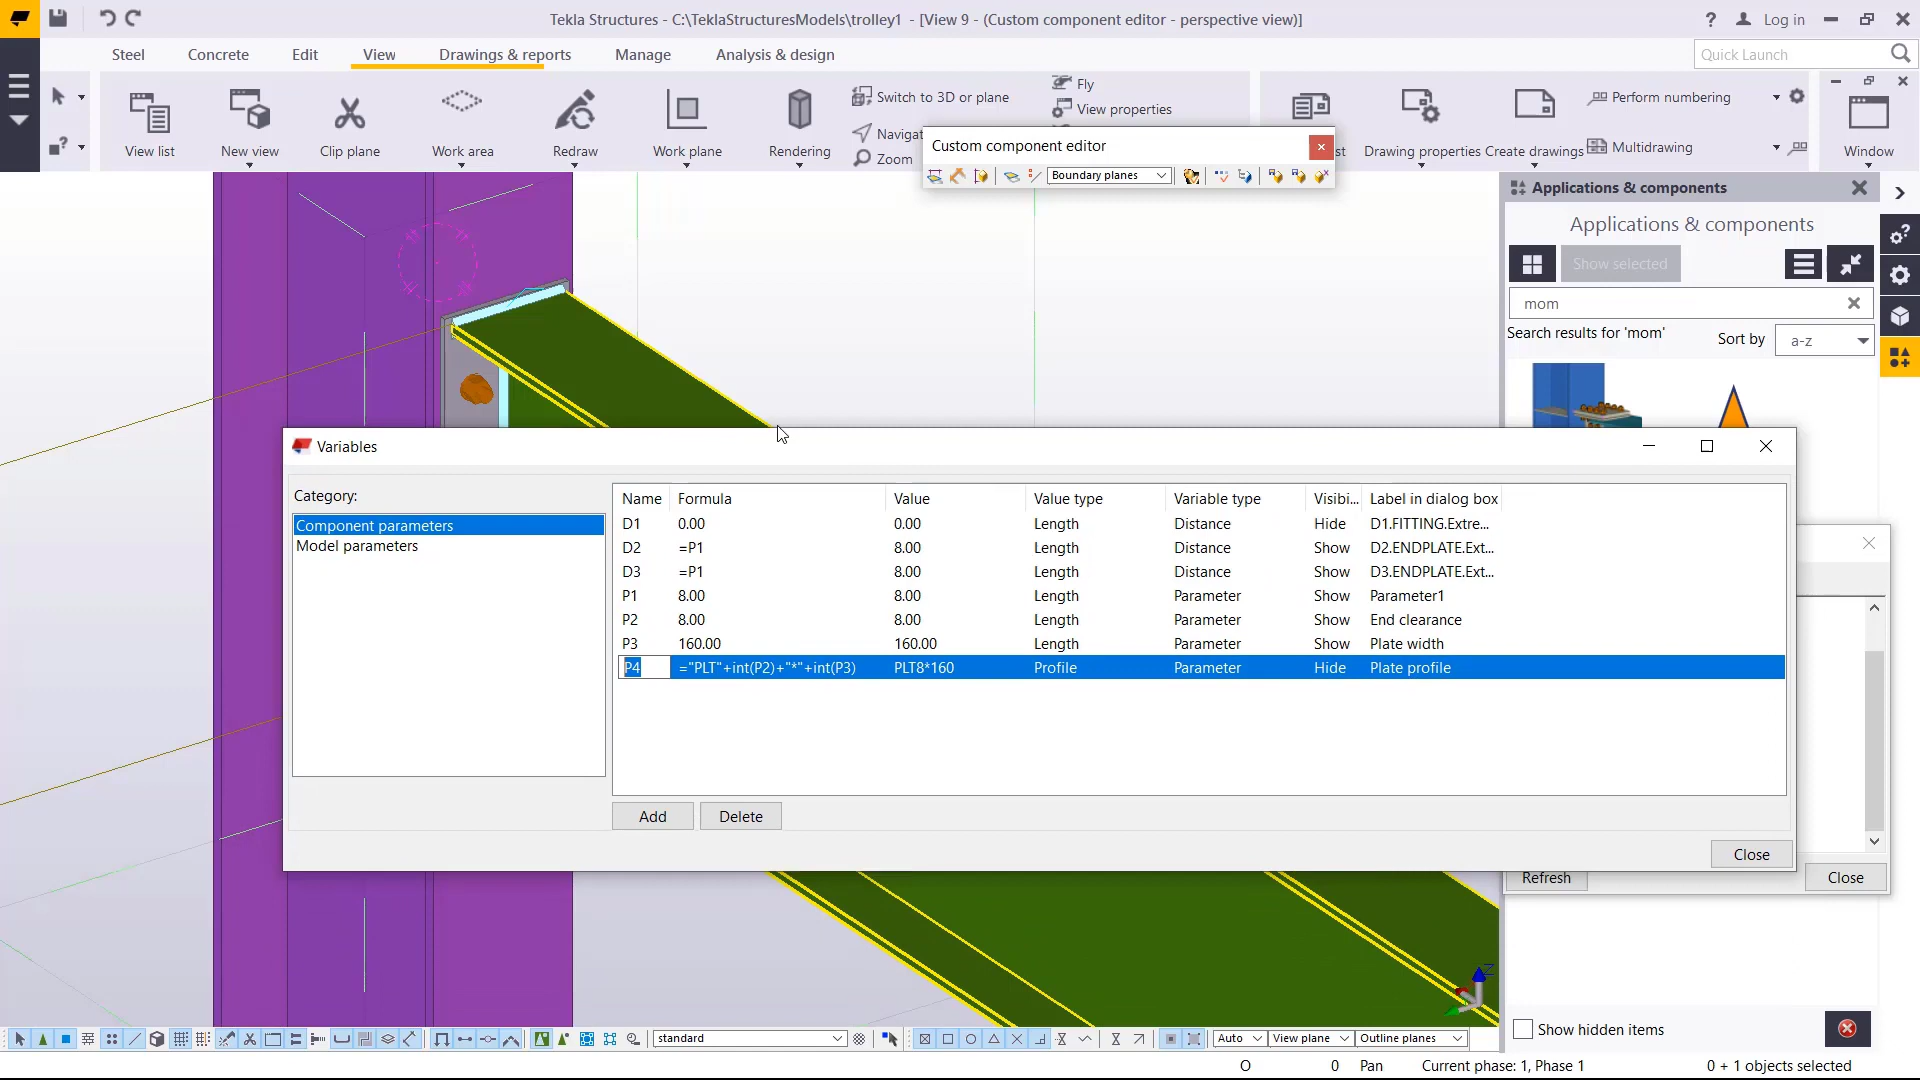 Tekla Structures - C:\TeklaStructuresModels\trolley1 - [View 9 - (Custom component editor - perspective view)]
? Log in
Steel Concrete Edit View Drawings & reports Manage Analysis & design
Quick Launch
Switch to 3D or plane
Fly
View properties
Perform numbering
Navigat
Zoom
Multidrawing
View list New view Clip plane Work area Redraw Work plane Rendering
st Drawing properties Create drawings
Window
Custom component editor
Boundary planes
Applications & components
Applications & components
Show selected
mom
Search results for 'mom'
Sort by a-z
Variables
Category:
Component parameters
Model parameters
Name Formula Value Value type Variable type Visibi... Label in dialog box
D1 0.00 0.00 Length Distance Hide D1.FITTING.Extre...
D2 =P1 8.00 Length Distance Show D2.ENDPLATE.Ext...
D3 =P1 8.00 Length Distance Show D3.ENDPLATE.Ext...
P1 8.00 8.00 Length Parameter Show Parameter1
P2 8.00 8.00 Length Parameter Show End clearance
P3 160.00 160.00 Length Parameter Show Plate width
P4 ="PLT"+int(P2)+"*"+int(P3) PLT8*160 Profile Parameter Hide Plate profile
Add Delete
Close
Refresh Close
Z
Show hidden items
standard
Auto View plane Outline planes
O 0 Pan Current phase: 1, Phase 1 0 + 1 objects selected